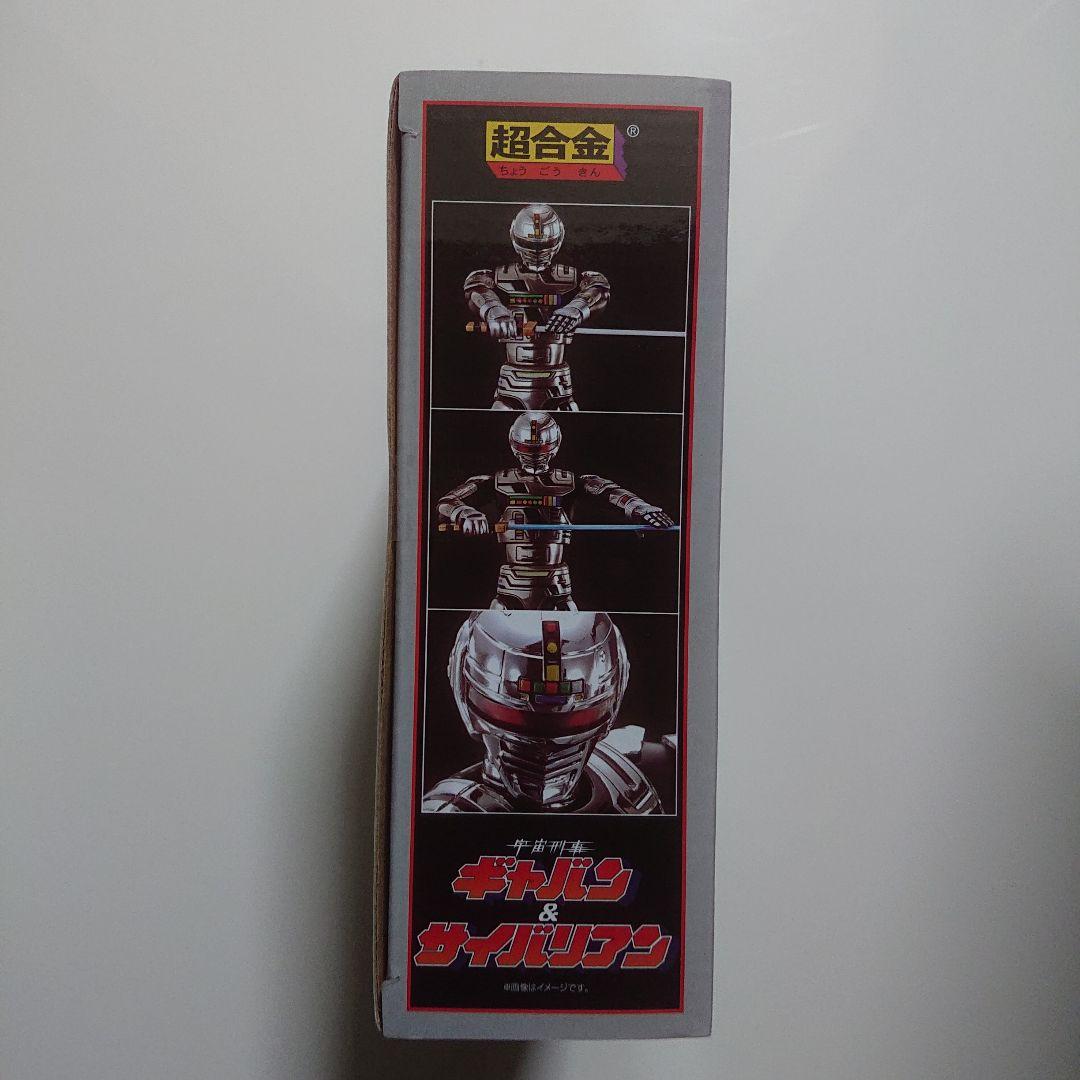 超合金®
ちょう ごう きん
宇宙刑事
ギャバン
&
サイバリアン
※画像はイメージです。